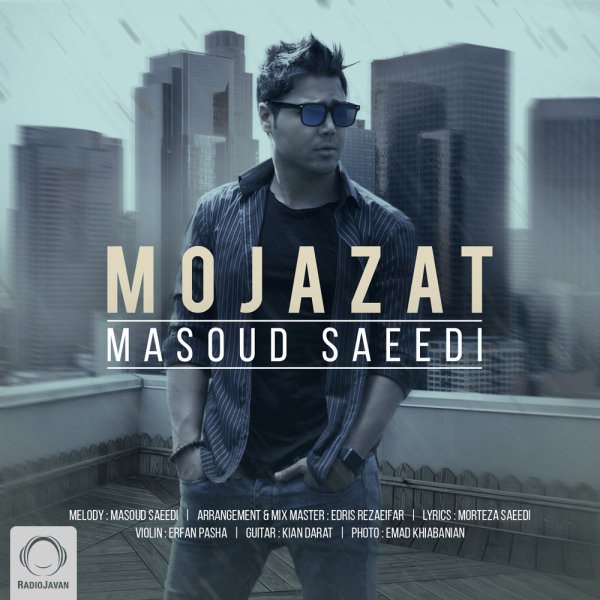 MOJAZAT
MASOUD SAEEDI
MELODY : MASOUD SAEEDI | ARRANGEMENT & MIX MASTER : EDRIS REZAEIFAR | LYRICS : MORTEZA SAEEDI
VIOLIN : ERFAN PASHA | GUITAR : KIAN DARAT | PHOTO : EMAD KHIABANIAN
RADIOJAVAN